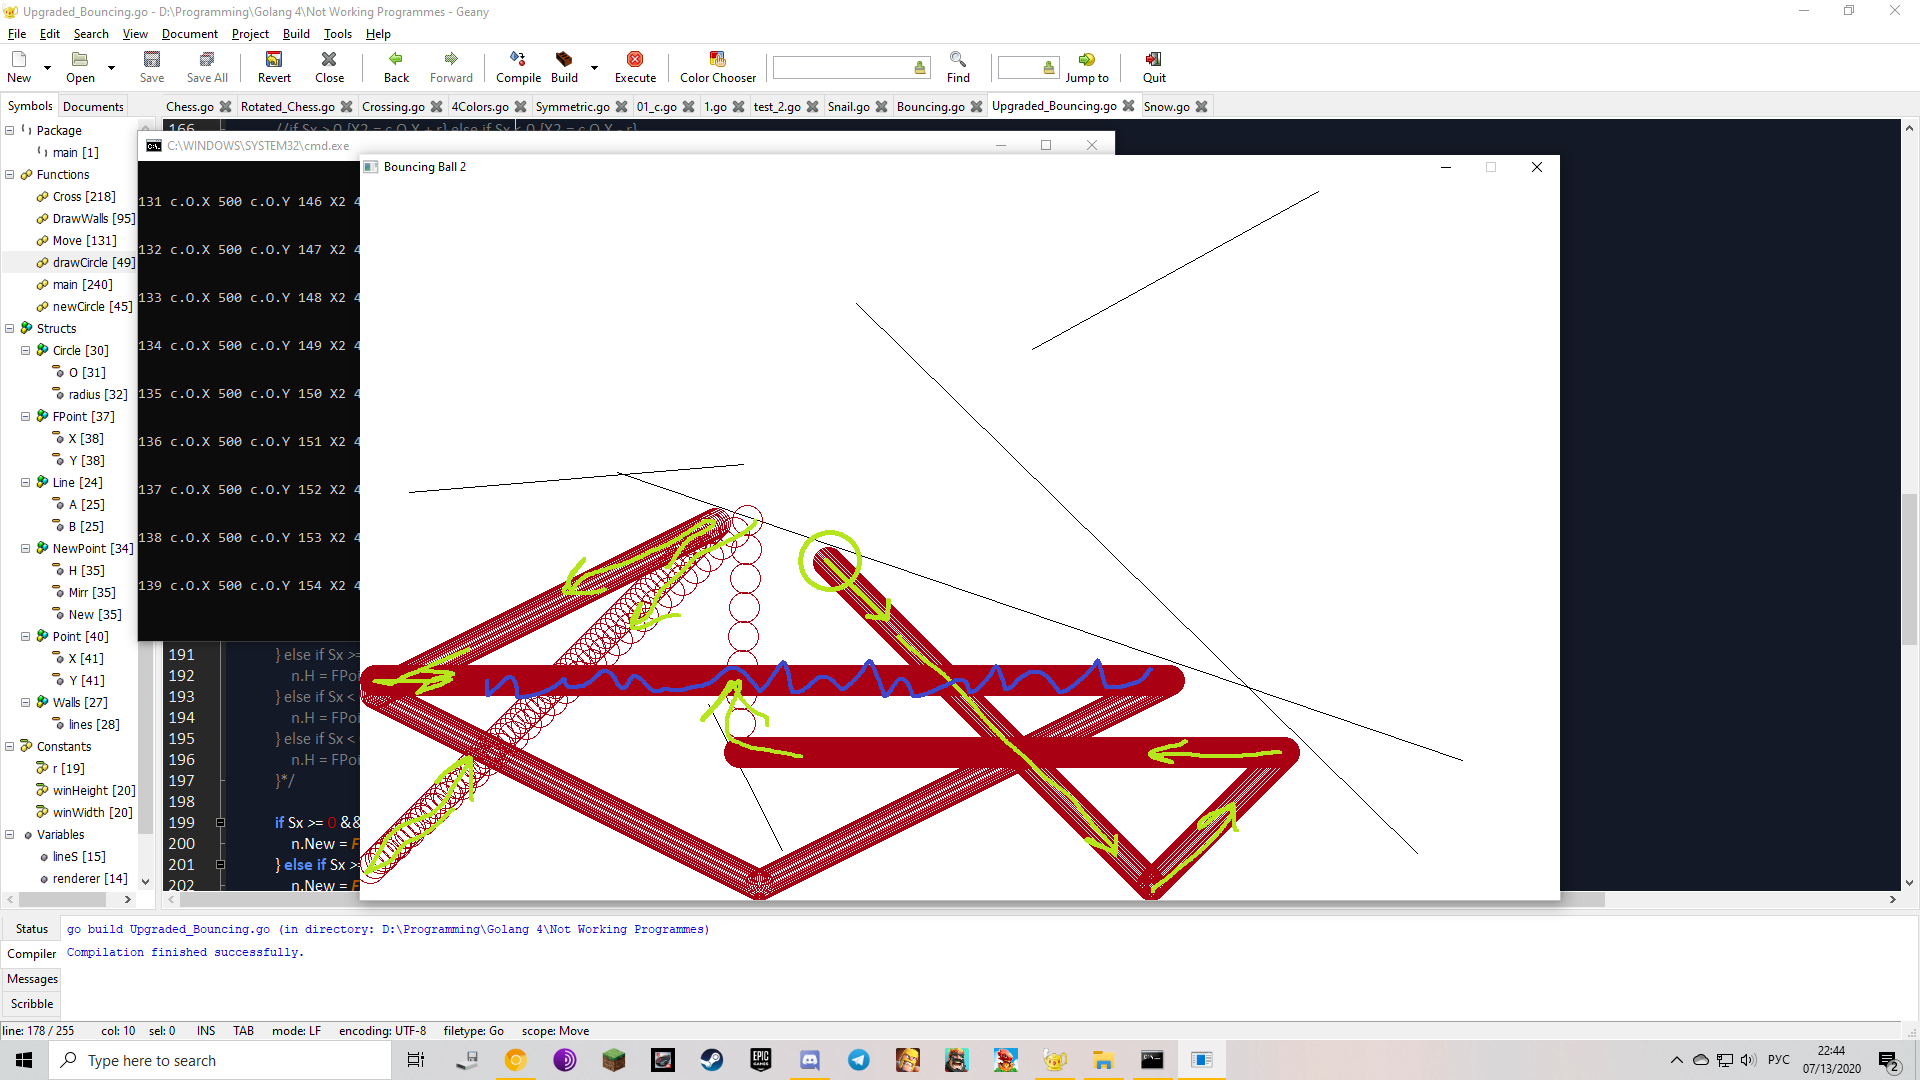 Upgraded_Bouncing.go - D:\Programming\Golang 4\Not Working Programmes - Geany
File Edit Search View Document Project Build Tools Help
New Open Save Save All Revert Close Back Forward Compile Build Execute Color Chooser Find Jump to Quit
Symbols Documents Chess.go Rotated_Chess.go Crossing.go 4Colors.go Symmetric.go 01_c.go 1.go test_2.go Snail.go Bouncing.go Upgraded_Bouncing.go Snow.go
Package
main [1]
Functions
Cross [218]
DrawWalls [95]
Move [131]
drawCircle [49]
main [240]
newCircle [45]
Structs
Circle [30]
O [31]
radius [32]
FPoint [37]
X [38]
Y [38]
Line [24]
A [25]
B [25]
NewPoint [34]
H [35]
Mirr [35]
New [35]
Point [40]
X [41]
Y [41]
Walls [27]
lines [28]
Constants
r [19]
winHeight [20]
winWidth [20]
Variables
lineS [15]
renderer [14]
C:\WINDOWS\SYSTEM32\cmd.exe
131 c.O.X 500 c.O.Y 146 X2 4
132 c.O.X 500 c.O.Y 147 X2 4
133 c.O.X 500 c.O.Y 148 X2 4
134 c.O.X 500 c.O.Y 149 X2 4
135 c.O.X 500 c.O.Y 150 X2 4
136 c.O.X 500 c.O.Y 151 X2 4
137 c.O.X 500 c.O.Y 152 X2 4
138 c.O.X 500 c.O.Y 153 X2 4
139 c.O.X 500 c.O.Y 154 X2 4
Bouncing Ball 2
191 } else if Sx >=
192 n.H = FPoi
193 } else if Sx <
194 n.H = FPoi
195 } else if Sx <
196 n.H = FPoi
197 }*/
198
199 if Sx >= 0 &&
200 n.New = F
201 } else if Sx >
202 n.New = F
Status
Compiler
Messages
Scribble
go build Upgraded_Bouncing.go (in directory: D:\Programming\Golang 4\Not Working Programmes)
Compilation finished successfully.
line: 178 / 255 col: 10 sel: 0 INS TAB mode: LF encoding: UTF-8 filetype: Go scope: Move
Type here to search
EPIC GAMES
РУС
22:44
07/13/2020
2